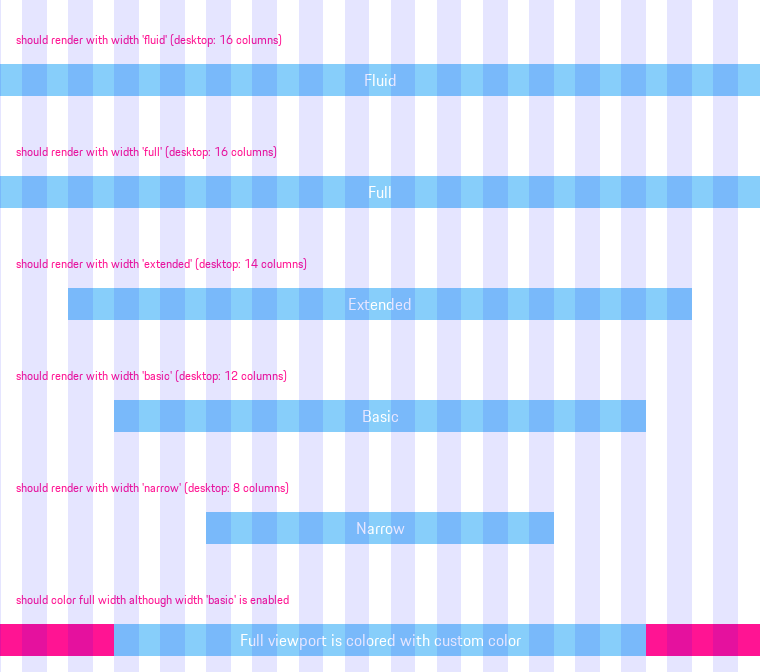 should render with width 'fluid' (desktop: 16 columns)
Fluid
should render with width 'full' (desktop: 16 columns)
Full
should render with width 'extended' (desktop: 14 columns)
Extended
should render with width 'basic' (desktop: 12 columns)
Basic
should render with width 'narrow' (desktop: 8 columns)
Narrow
should color full width although width 'basic' is enabled
Full viewport is colored with custom color